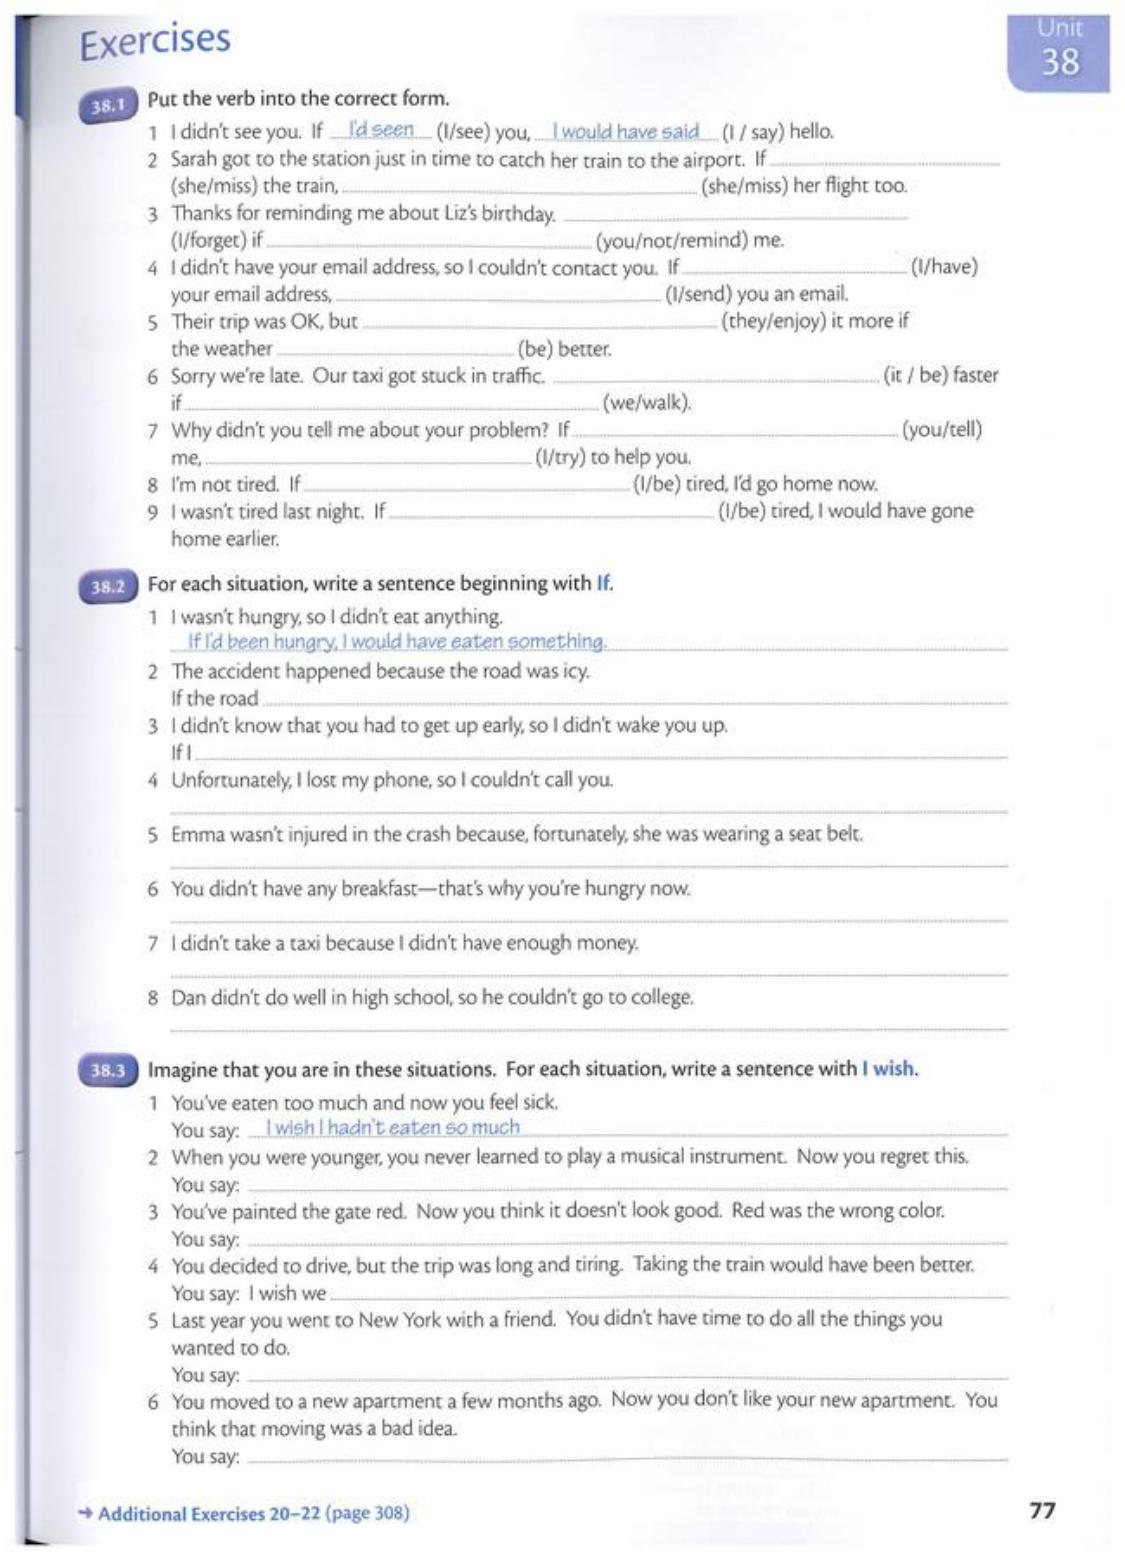 Exercises
Unit
38
38.1 Put the verb into the correct form.
1 I didn't see you. If I'd seen (I/see) you, I would have said (I / say) hello.
2 Sarah got to the station just in time to catch her train to the airport. If
(she/miss) the train, (she/miss) her flight too.
3 Thanks for reminding me about Liz's birthday.
(I/forget) if (you/not/remind) me.
4 I didn't have your email address, so I couldn't contact you. If (I/have)
your email address, (I/send) you an email.
5 Their trip was OK, but (they/enjoy) it more if
the weather (be) better.
6 Sorry we're late. Our taxi got stuck in traffic. (it / be) faster
if (we/walk).
7 Why didn't you tell me about your problem? If (you/tell)
me, (I/try) to help you.
8 I'm not tired. If (I/be) tired, I'd go home now.
9 I wasn't tired last night. If (I/be) tired, I would have gone
home earlier.
38.2 For each situation, write a sentence beginning with If.
1 I wasn't hungry, so I didn't eat anything.
If I'd been hungry, I would have eaten something.
2 The accident happened because the road was icy.
If the road
3 I didn't know that you had to get up early, so I didn't wake you up.
If I
4 Unfortunately, I lost my phone, so I couldn't call you.
5 Emma wasn't injured in the crash because, fortunately, she was wearing a seat belt.
6 You didn't have any breakfast—that's why you're hungry now.
7 I didn't take a taxi because I didn't have enough money.
8 Dan didn't do well in high school, so he couldn't go to college.
38.3 Imagine that you are in these situations. For each situation, write a sentence with I wish.
1 You've eaten too much and now you feel sick.
You say: I wish I hadn't eaten so much
2 When you were younger, you never learned to play a musical instrument. Now you regret this.
You say:
3 You've painted the gate red. Now you think it doesn't look good. Red was the wrong color.
You say:
4 You decided to drive, but the trip was long and tiring. Taking the train would have been better.
You say: I wish we
5 Last year you went to New York with a friend. You didn't have time to do all the things you
wanted to do.
You say:
6 You moved to a new apartment a few months ago. Now you don't like your new apartment. You
think that moving was a bad idea.
You say:
→ Additional Exercises 20–22 (page 308)
77